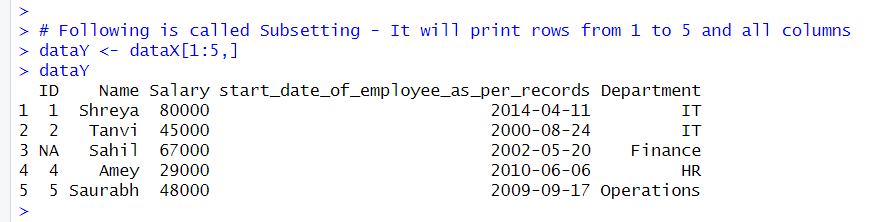 >
> # Following is called Subsetting - It will print rows from 1 to 5 and all columns
> dataY <- dataX[1:5,]
> dataY
  ID    Name Salary start_date_of_employee_as_per_records Department
1  1  Shreya  80000                            2014-04-11         IT
2  2   Tanvi  45000                            2000-08-24         IT
3 NA   Sahil  67000                            2002-05-20    Finance
4  4    Amey  29000                            2010-06-06         HR
5  5 Saurabh  48000                            2009-09-17 Operations
>